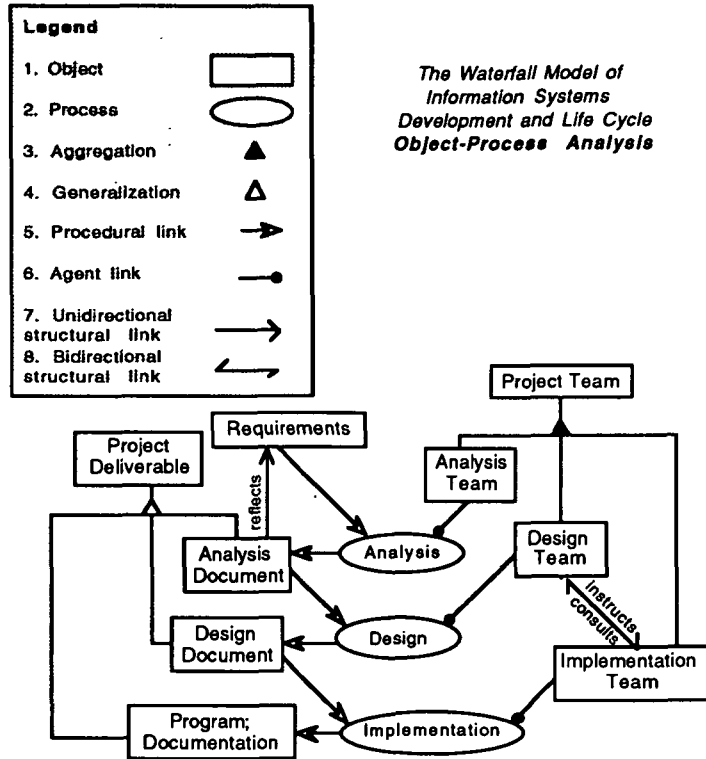 Legend
1. Object
2. Process
3. Aggregation
4. Generalization
5. Procedural link
6. Agent link
7. Unidirectional
structural link
8. Bidirectional
structural link
The Waterfall Model of
Information Systems
Development and Life Cycle
Object-Process Analysis
Project Team
Requirements
Project
Deliverable
Analysis
Team
reflects
Analysis
Document
Analysis
Design
Team
instructs
consults
Design
Document
Design
Implementation
Team
Program;
Documentation
Implementation